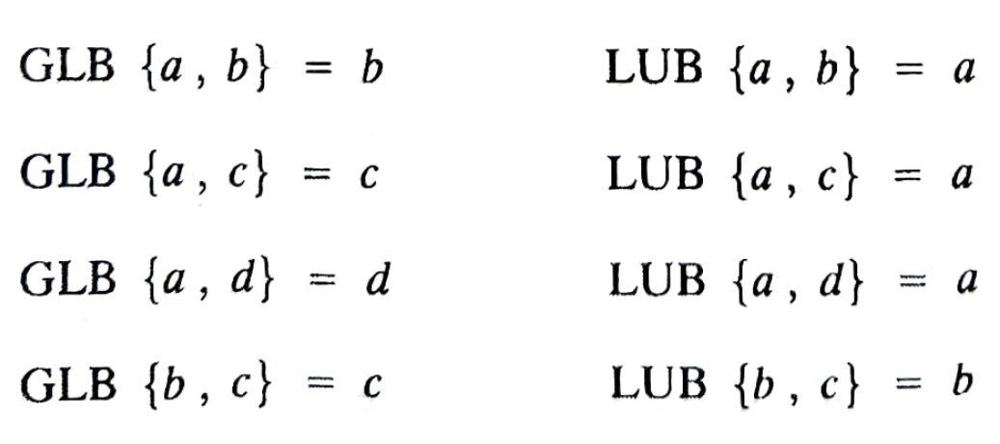 GLB {a, b} = b LUB {a, b} = a
GLB {a, c} = c LUB {a, c} = a
GLB {a, d} = d LUB {a, d} = a
GLB {b, c} = c LUB {b, c} = b